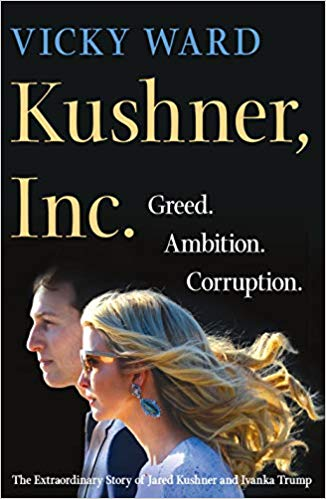 VICKY WARD
Kushner,
Inc.
Greed.
Ambition.
Corruption.
The Extraordinary Story of Jared Kushner and Ivanka Trump